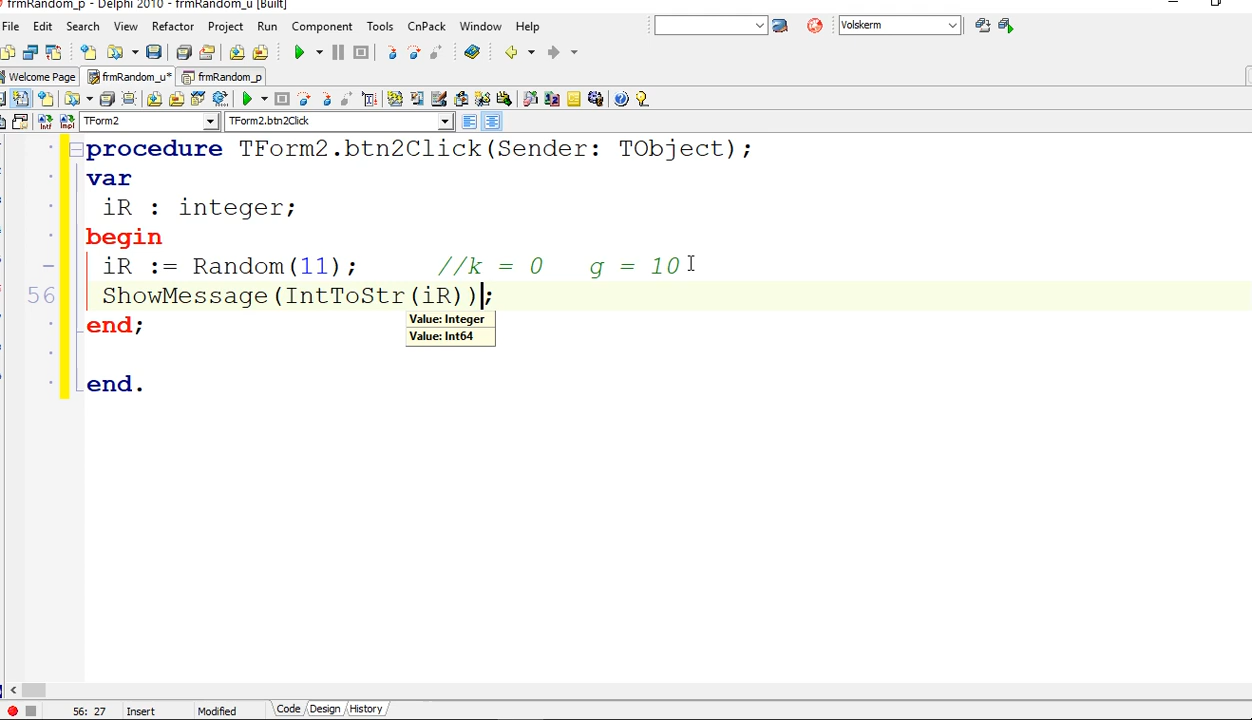 frmRandom_p - Delphi 2010 - frmRandom_u [Built]
File Edit Search View Refactor Project Run Component Tools CnPack Window Help Volskerm
Welcome Page frmRandom_u* frmRandom_p
TForm2 TForm2.btn2Click
procedure TForm2.btn2Click(Sender: TObject);
var
iR : integer;
begin
iR := Random(11); //k = 0 g = 10
56 ShowMessage(IntToStr(iR));
Value: Integer
end;
Value: Int64
end.
56: 27 Insert Modified Code Design History